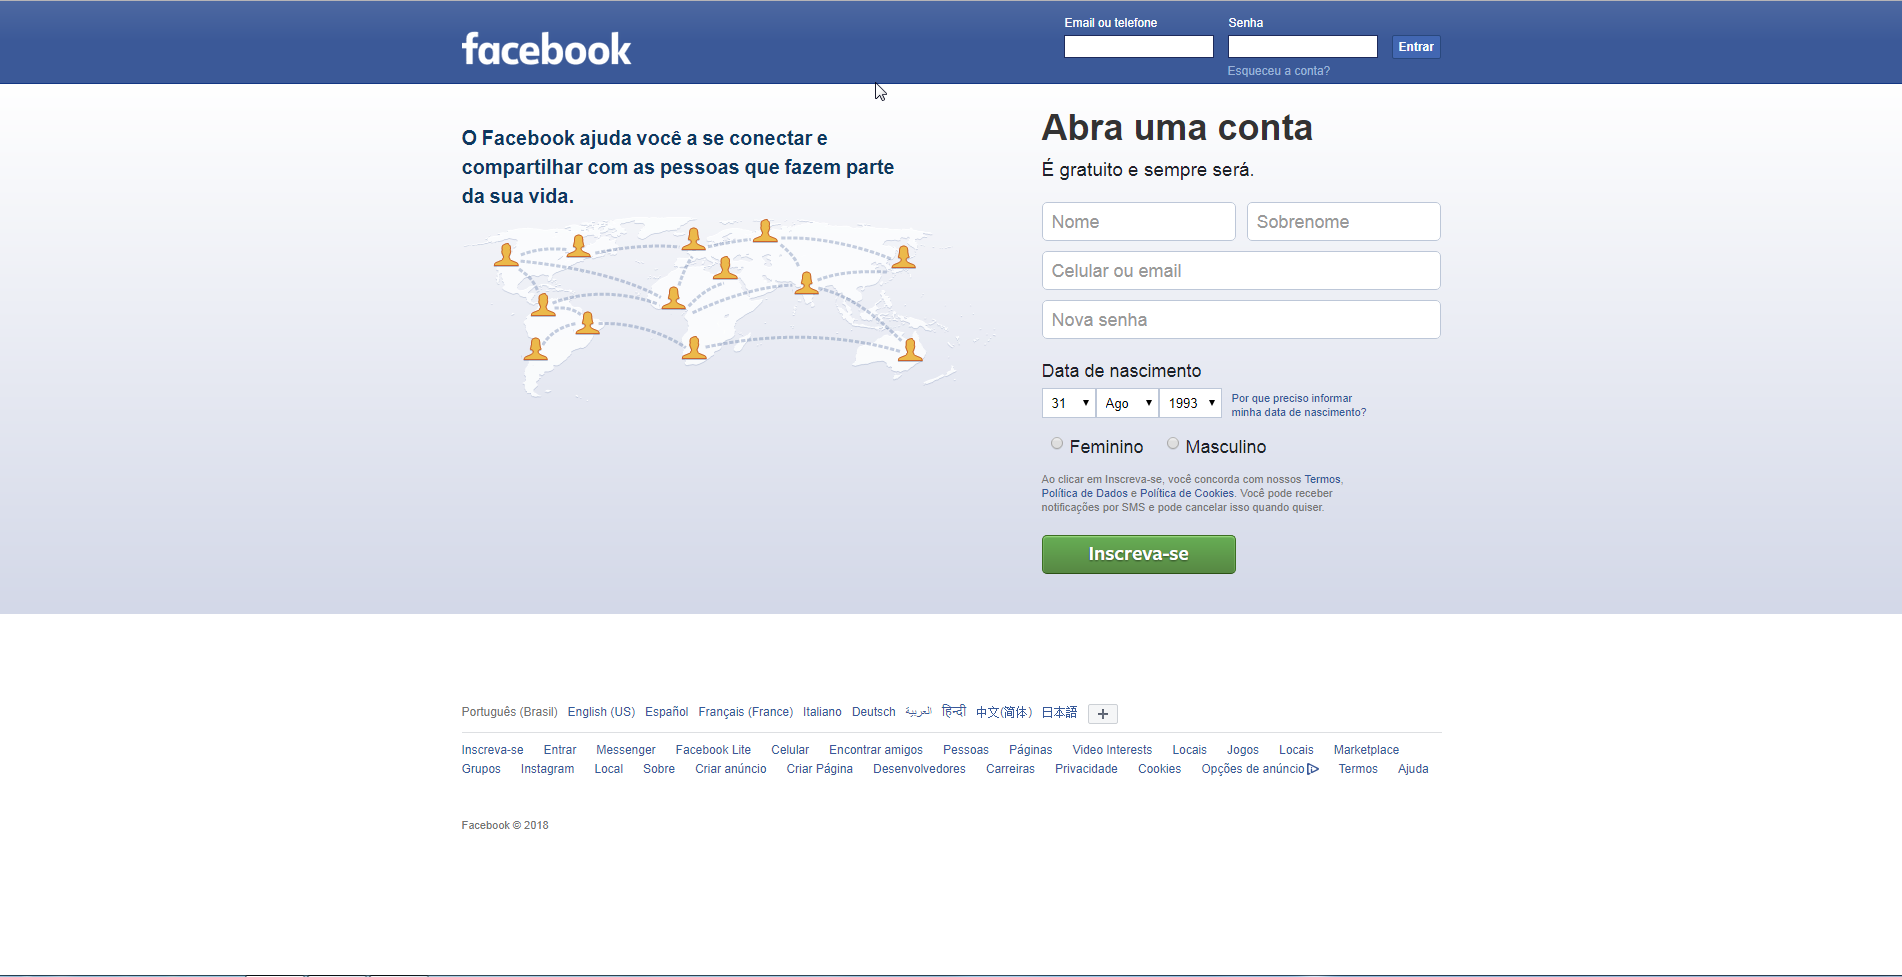 facebook
Email ou telefone
Senha
Entrar
Esqueceu a conta?
O Facebook ajuda você a se conectar e
compartilhar com as pessoas que fazem parte
da sua vida.
Abra uma conta
É gratuito e sempre será.
Nome
Sobrenome
Celular ou email
Nova senha
Data de nascimento
31
Ago
1993
Por que preciso informar
minha data de nascimento?
Feminino
Masculino
Ao clicar em Inscreva-se, você concorda com nossos Termos,
Política de Dados e Política de Cookies. Você pode receber
notificações por SMS e pode cancelar isso quando quiser.
Inscreva-se
Português (Brasil) English (US) Español Français (France) Italiano Deutsch العربية हिन्दी 中文(简体) 日本語 +
Inscreva-se Entrar Messenger Facebook Lite Celular Encontrar amigos Pessoas Páginas Video Interests Locais Jogos Locais Marketplace
Grupos Instagram Local Sobre Criar anúncio Criar Página Desenvolvedores Carreiras Privacidade Cookies Opções de anúncio Termos Ajuda
Facebook © 2018